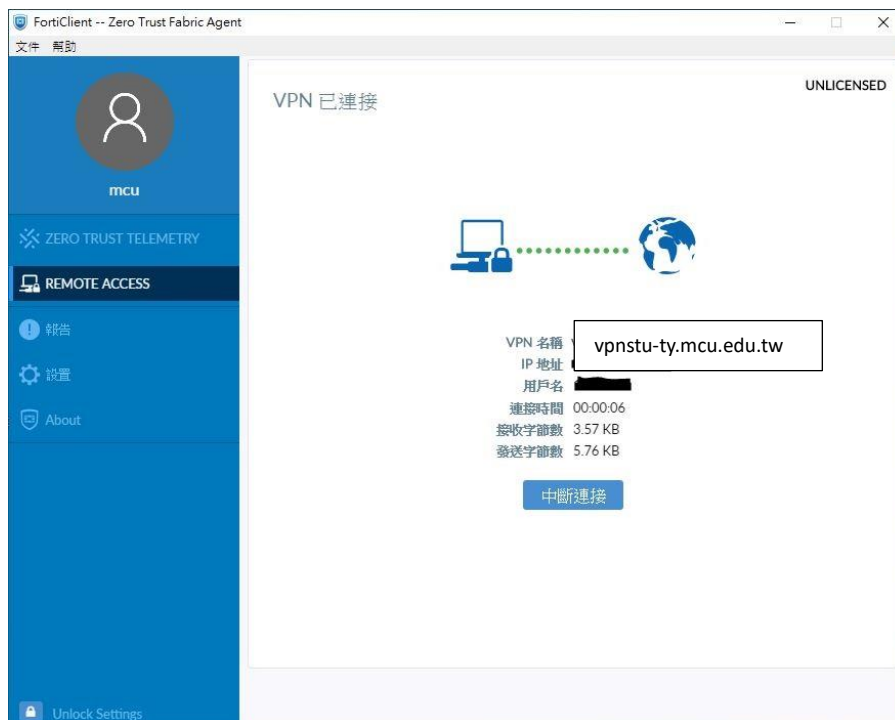 FortiClient -- Zero Trust Fabric Agent
文件 幫助
mcu
ZERO TRUST TELEMETRY
REMOTE ACCESS
報告
設置
About
Unlock Settings
VPN 已連接
UNLICENSED
VPN 名稱 vpnstu-ty.mcu.edu.tw
IP 地址
用戶名
連接時間 00:00:06
接收字節數 3.57 KB
發送字節數 5.76 KB
中斷連接